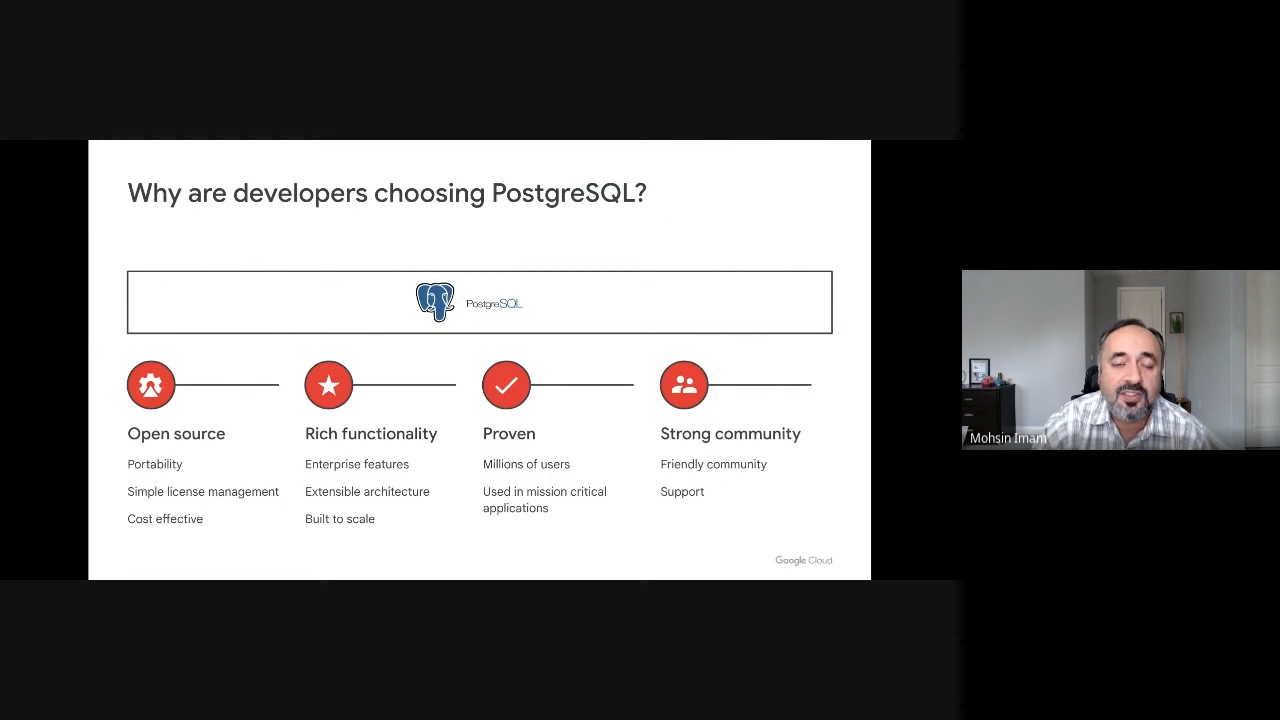 Why are developers choosing PostgreSQL?
PostgreSQL
Open source
Portability
Simple license management
Cost effective
Rich functionality
Enterprise features
Extensible architecture
Built to scale
Proven
Millions of users
Used in mission critical
applications
Strong community
Friendly community
Support
Google Cloud
Mohsin Imam